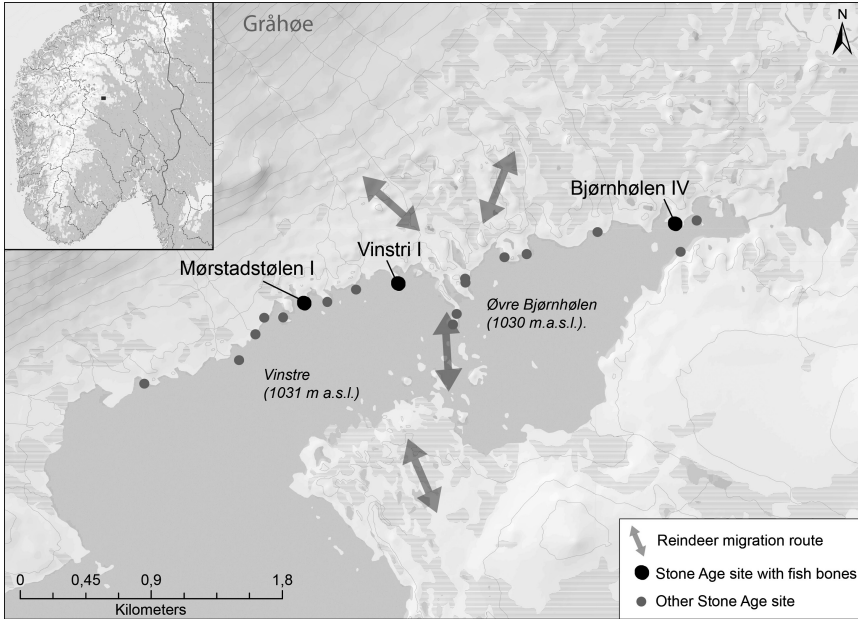 Gråhøe
N
Bjørnhølen IV
Vinstri I
Mørstadstølen I
Øvre Bjørnhølen
(1030 m.a.s.l.).
Vinstre
(1031 m a.s.l.)
Reindeer migration route
Stone Age site with fish bones
Other Stone Age site
0 0,45 0,9 1,8
Kilometers